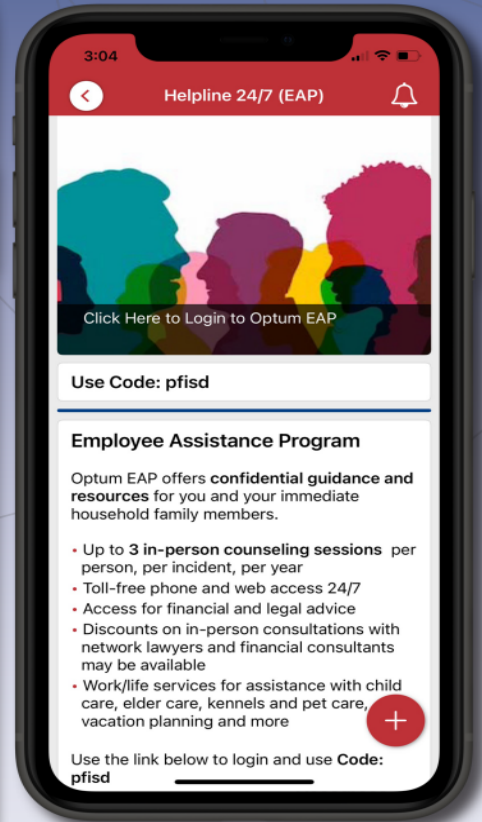 3:04
Helpline 24/7 (EAP)
Click Here to Login to Optum EAP
Use Code: pfisd
Employee Assistance Program
Optum EAP offers confidential guidance and
resources for you and your immediate
household family members.
• Up to 3 in-person counseling sessions per
person, per incident, per year
• Toll-free phone and web access 24/7
• Access for financial and legal advice
• Discounts on in-person consultations with
network lawyers and financial consultants
may be available
• Work/life services for assistance with child
care, elder care, kennels and pet care,
vacation planning and more
Use the link below to login and use Code:
pfisd